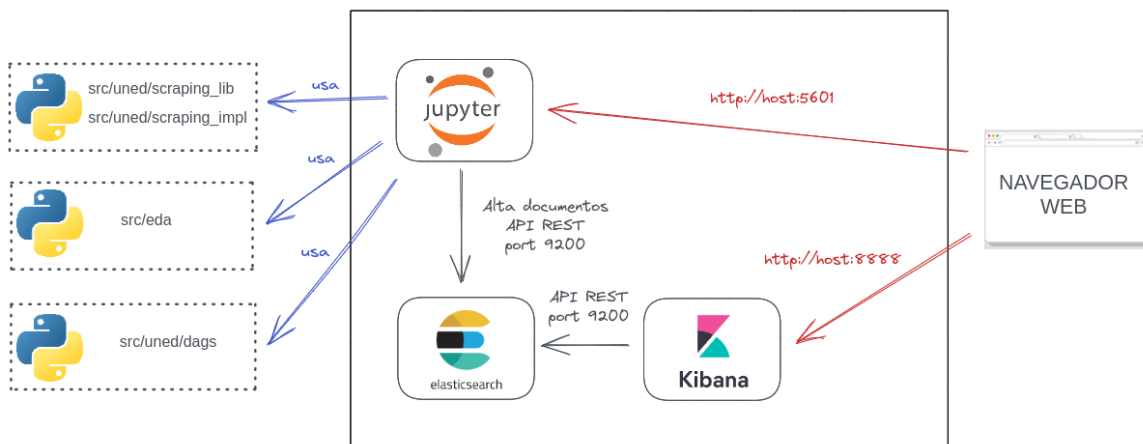 src/uned/scraping_lib
src/uned/scraping_impl
usa
jupyter
http://host:5601
NAVEGADOR
WEB
src/eda
usa
Alta documentos
API REST
port 9200
usa
http://host:8888
src/uned/dags
elasticsearch
API REST
port 9200
Kibana